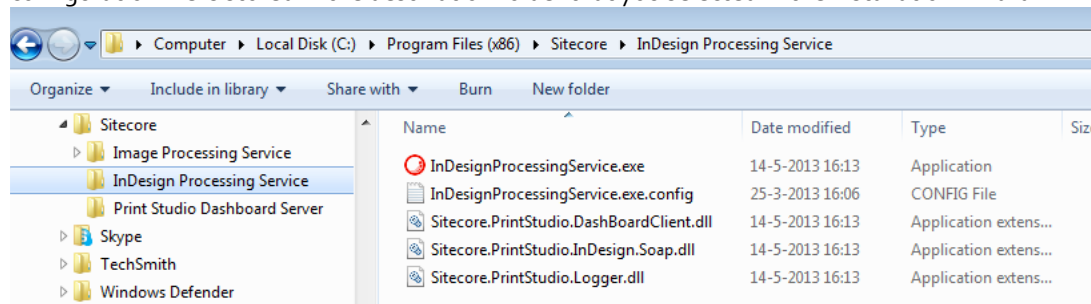 Computer Local Disk (C:) Program Files (x86) Sitecore InDesign Processing Service
Organize Include in library Share with Burn New folder
Sitecore
Image Processing Service
InDesign Processing Service
Print Studio Dashboard Server
Skype
TechSmith
Windows Defender
Name Date modified Type Siz
InDesignProcessingService.exe 14-5-2013 16:13 Application
InDesignProcessingService.exe.config 25-3-2013 16:06 CONFIG File
Sitecore.PrintStudio.DashBoardClient.dll 14-5-2013 16:13 Application extens...
Sitecore.PrintStudio.InDesign.Soap.dll 14-5-2013 16:13 Application extens...
Sitecore.PrintStudio.Logger.dll 14-5-2013 16:13 Application extens...